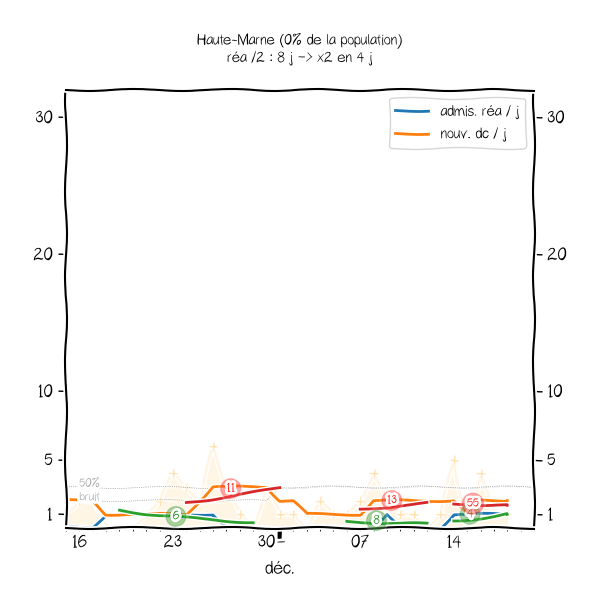 Haute-Marne (0% de la population)
réa /2 : 8 j -> x2 en 4 j
admis. réa / j
nouv. dc / j
30 30
20 20
10 10
5 5
50%
bruit
1 1
11
6
13
8
55
16 23 30 07 14
déc.